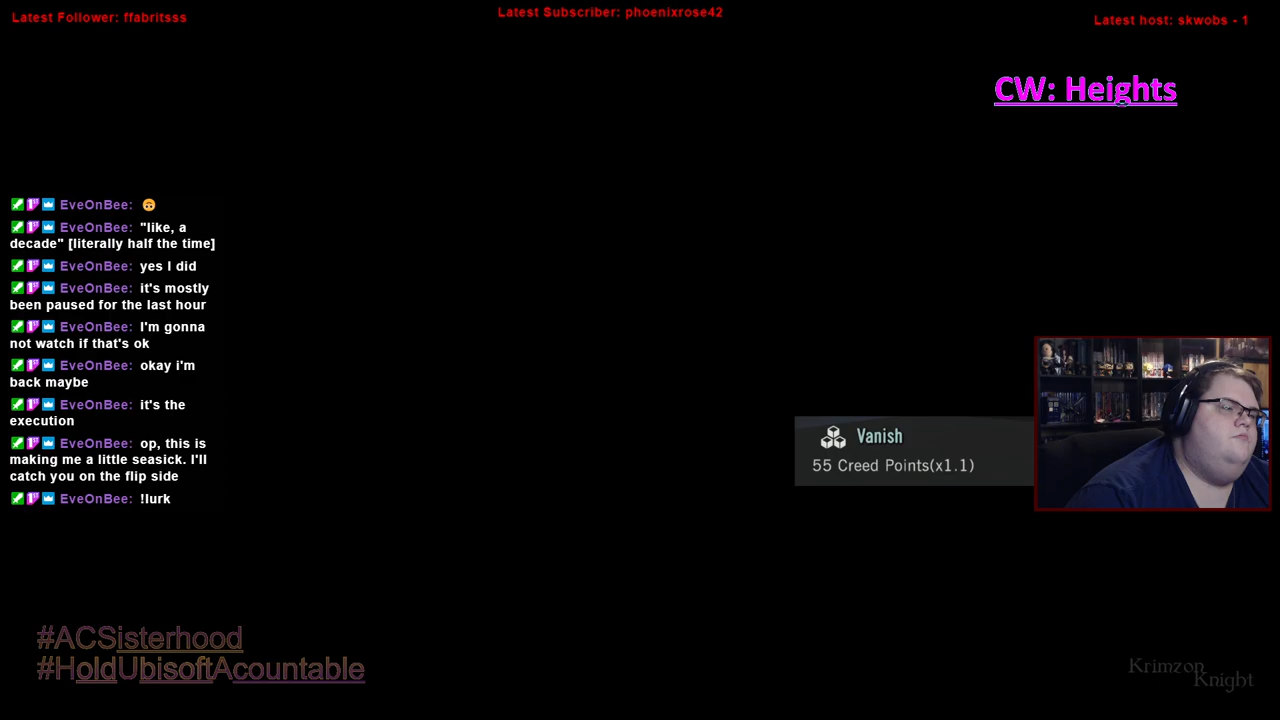 Latest Follower: ffabritsss
Latest Subscriber: phoenixrose42
Latest host: skwobs - 1
CW: Heights
EveOnBee: 🙃
EveOnBee: "like, a
decade" [literally half the time]
EveOnBee: yes I did
EveOnBee: it's mostly
been paused for the last hour
EveOnBee: I'm gonna
not watch if that's ok
EveOnBee: okay i'm
back maybe
EveOnBee: it's the
execution
EveOnBee: op, this is
making me a little seasick. I'll
catch you on the flip side
EveOnBee: !lurk
Vanish
55 Creed Points(x1.1)
#ACSisterhood
#HoldUbisoftAcountable
Krimzon
Knight